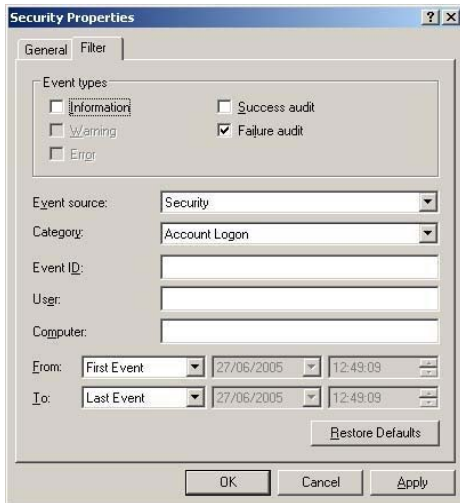 Security Properties
General Filter
Event types
Information
Success audit
Warning
Failure audit
Error
Event source: Security
Category: Account Logon
Event ID:
User:
Computer:
From: First Event 27/06/2005 12:49:09
To: Last Event 27/06/2005 12:49:09
Restore Defaults
OK Cancel Apply